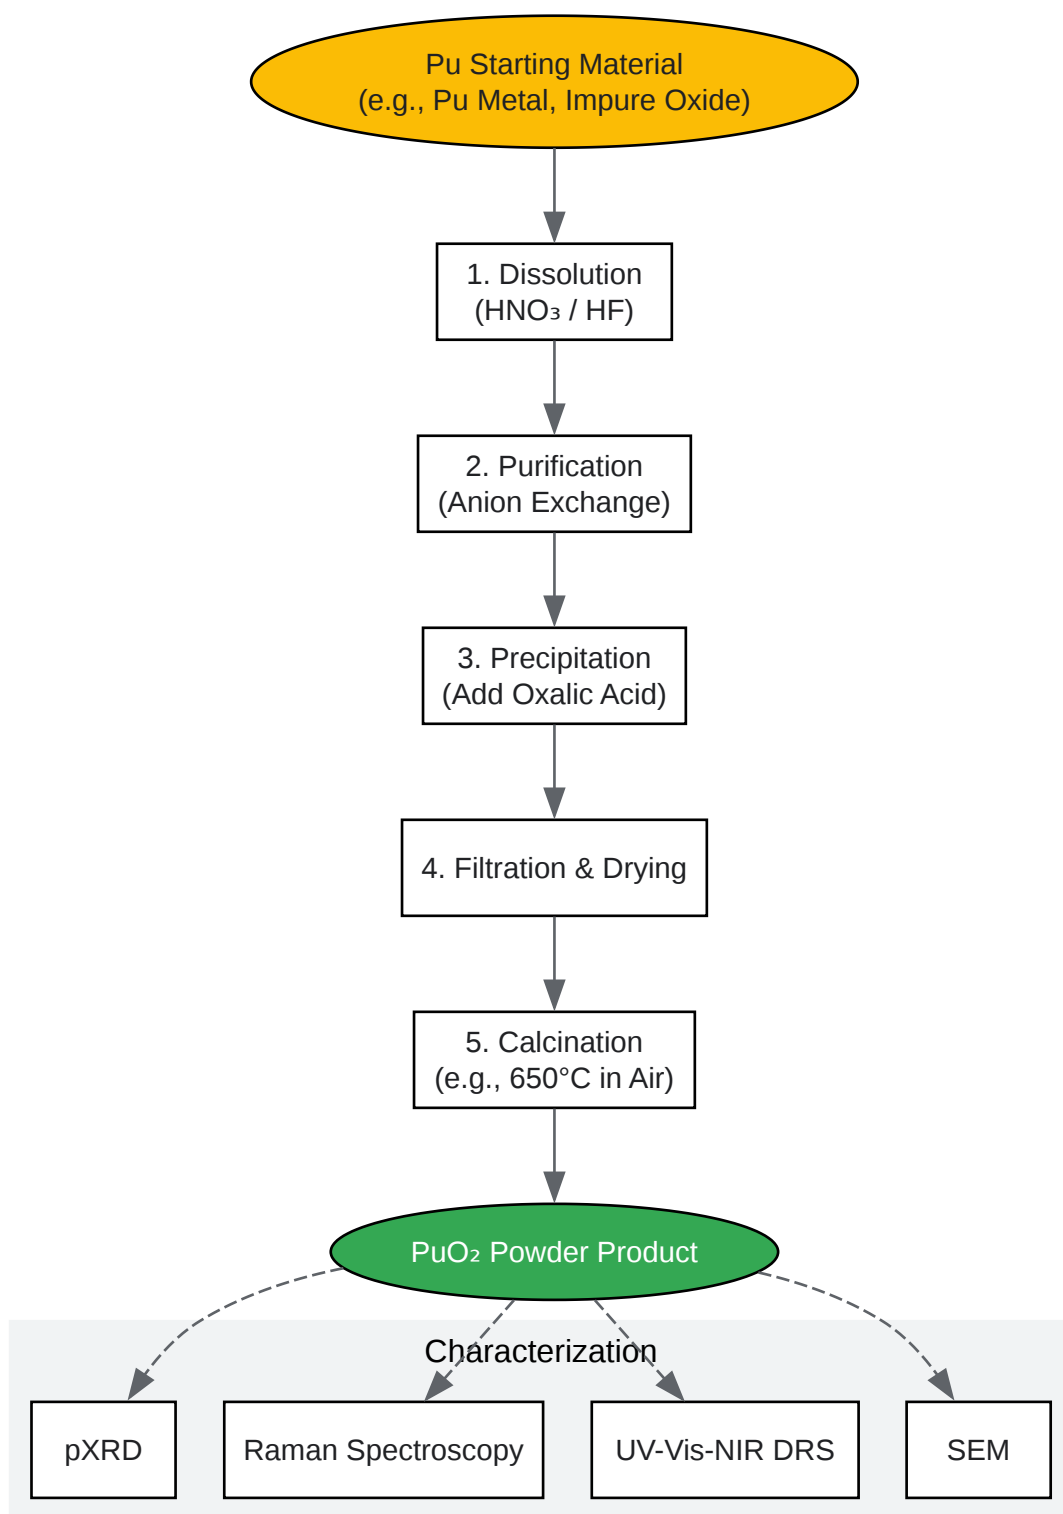 Pu Starting Material
(e.g., Pu Metal, Impure Oxide)
1. Dissolution
(HNO₃ / HF)
2. Purification
(Anion Exchange)
3. Precipitation
(Add Oxalic Acid)
4. Filtration & Drying
5. Calcination
(e.g., 650°C in Air)
PuO₂ Powder Product
Characterization
pXRD
Raman Spectroscopy
UV-Vis-NIR DRS
SEM